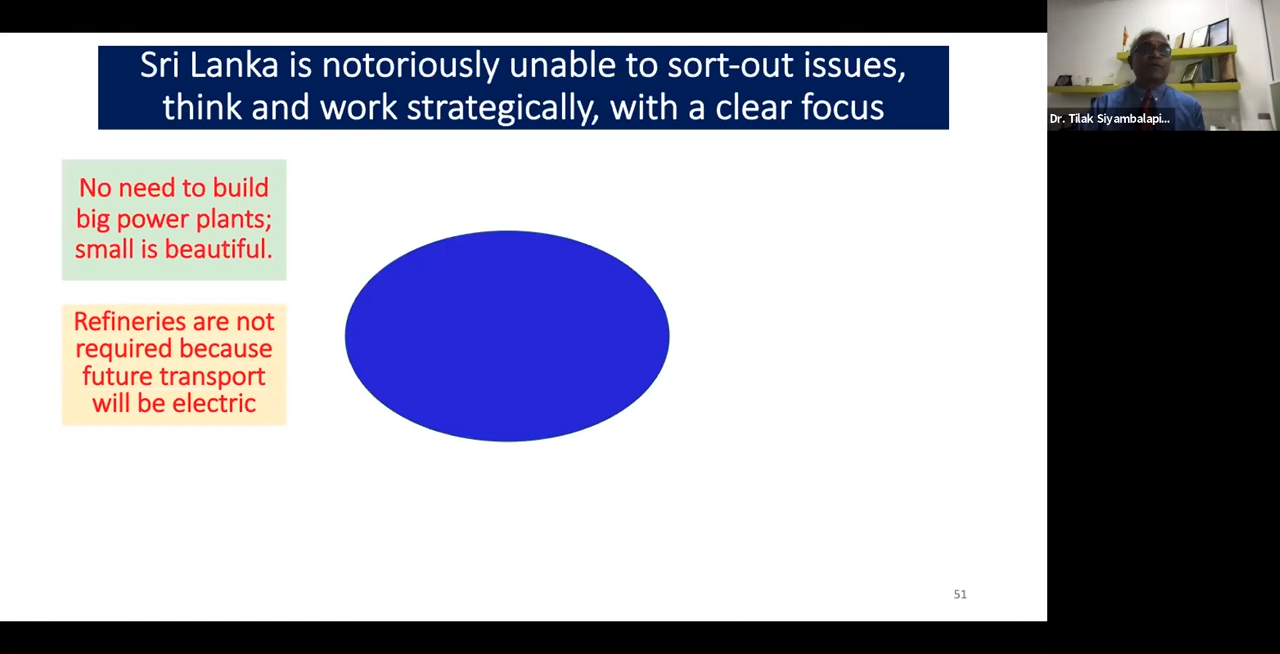 Sri Lanka is notoriously unable to sort-out issues,
think and work strategically, with a clear focus
No need to build
big power plants;
small is beautiful.
Refineries are not
required because
future transport
will be electric
51
Dr. Tilak Siyambalapi...